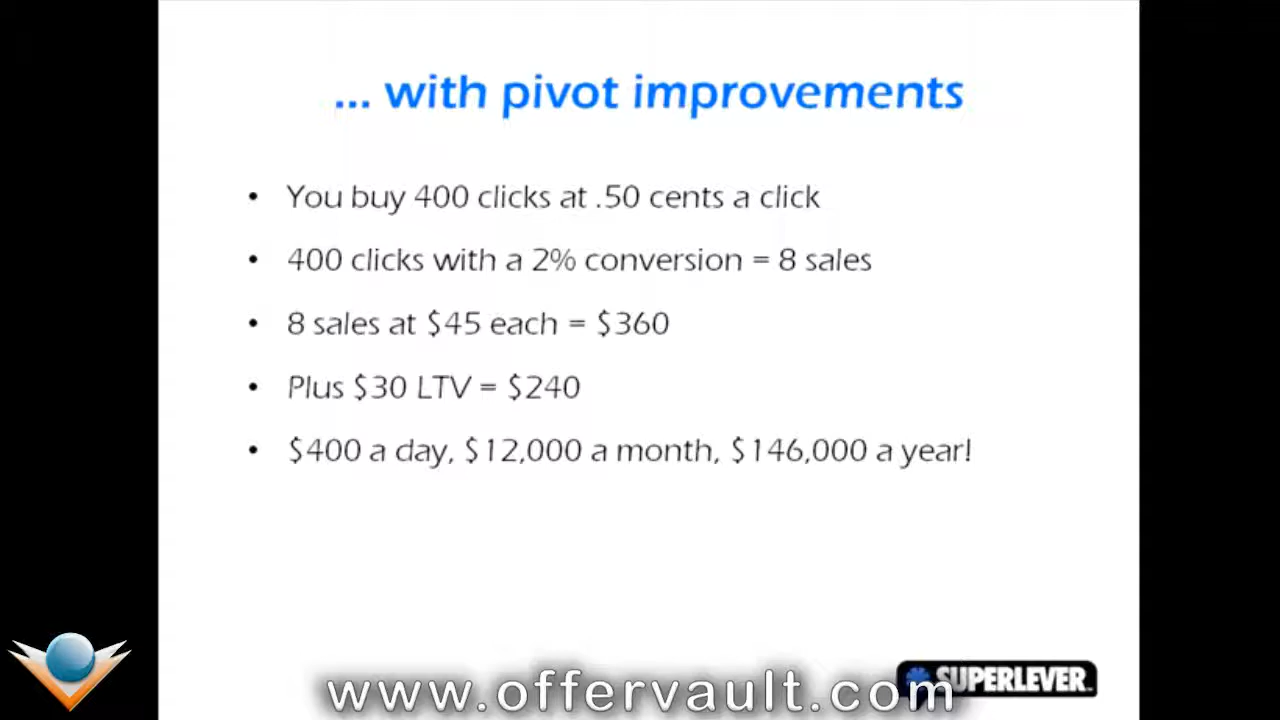 ... with pivot improvements
• You buy 400 clicks at .50 cents a click
• 400 clicks with a 2% conversion = 8 sales
• 8 sales at $45 each = $360
• Plus $30 LTV = $240
• $400 a day, $12,000 a month, $146,000 a year!
SUPERLEVER
www.offervault.com